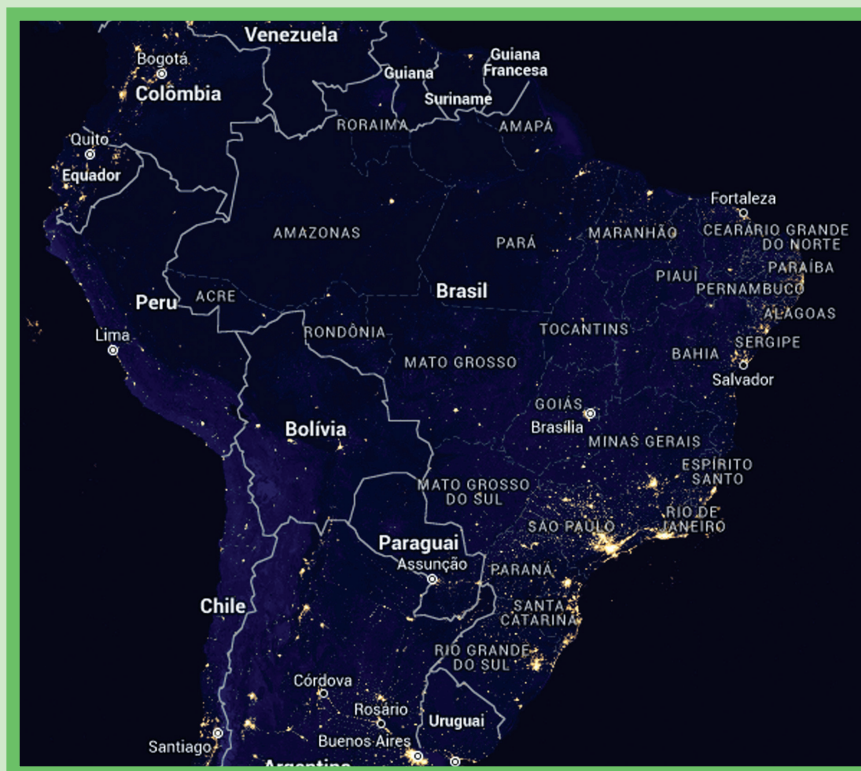 Venezuela
Bogotá
Colômbia
Guiana
Guiana
Francesa
Suriname
RORAIMA
AMAPÁ
Quito
Equador
Fortaleza
AMAZONAS
PARÁ
MARANHÃO
CEARÁRIO GRANDE
DO NORTE
PIAUÍ
PARAÍBA
PERNAMBUCO
Peru
ACRE
Brasil
ALAGOAS
Lima
RONDÔNIA
TOCANTINS
SERGIPE
MATO GROSSO
BAHIA
Salvador
GOIÁS
Brasília
Bolívia
MINAS GERAIS
ESPÍRITO
SANTO
MATO GROSSO
DO SUL
RIO DE
JANEIRO
SÃO PAULO
Paraguai
Assunção
PARANÁ
Chile
SANTA
CATARINA
RIO GRANDE
DO SUL
Córdova
Rosário
Uruguai
Buenos Aires
Santiago
Argentina